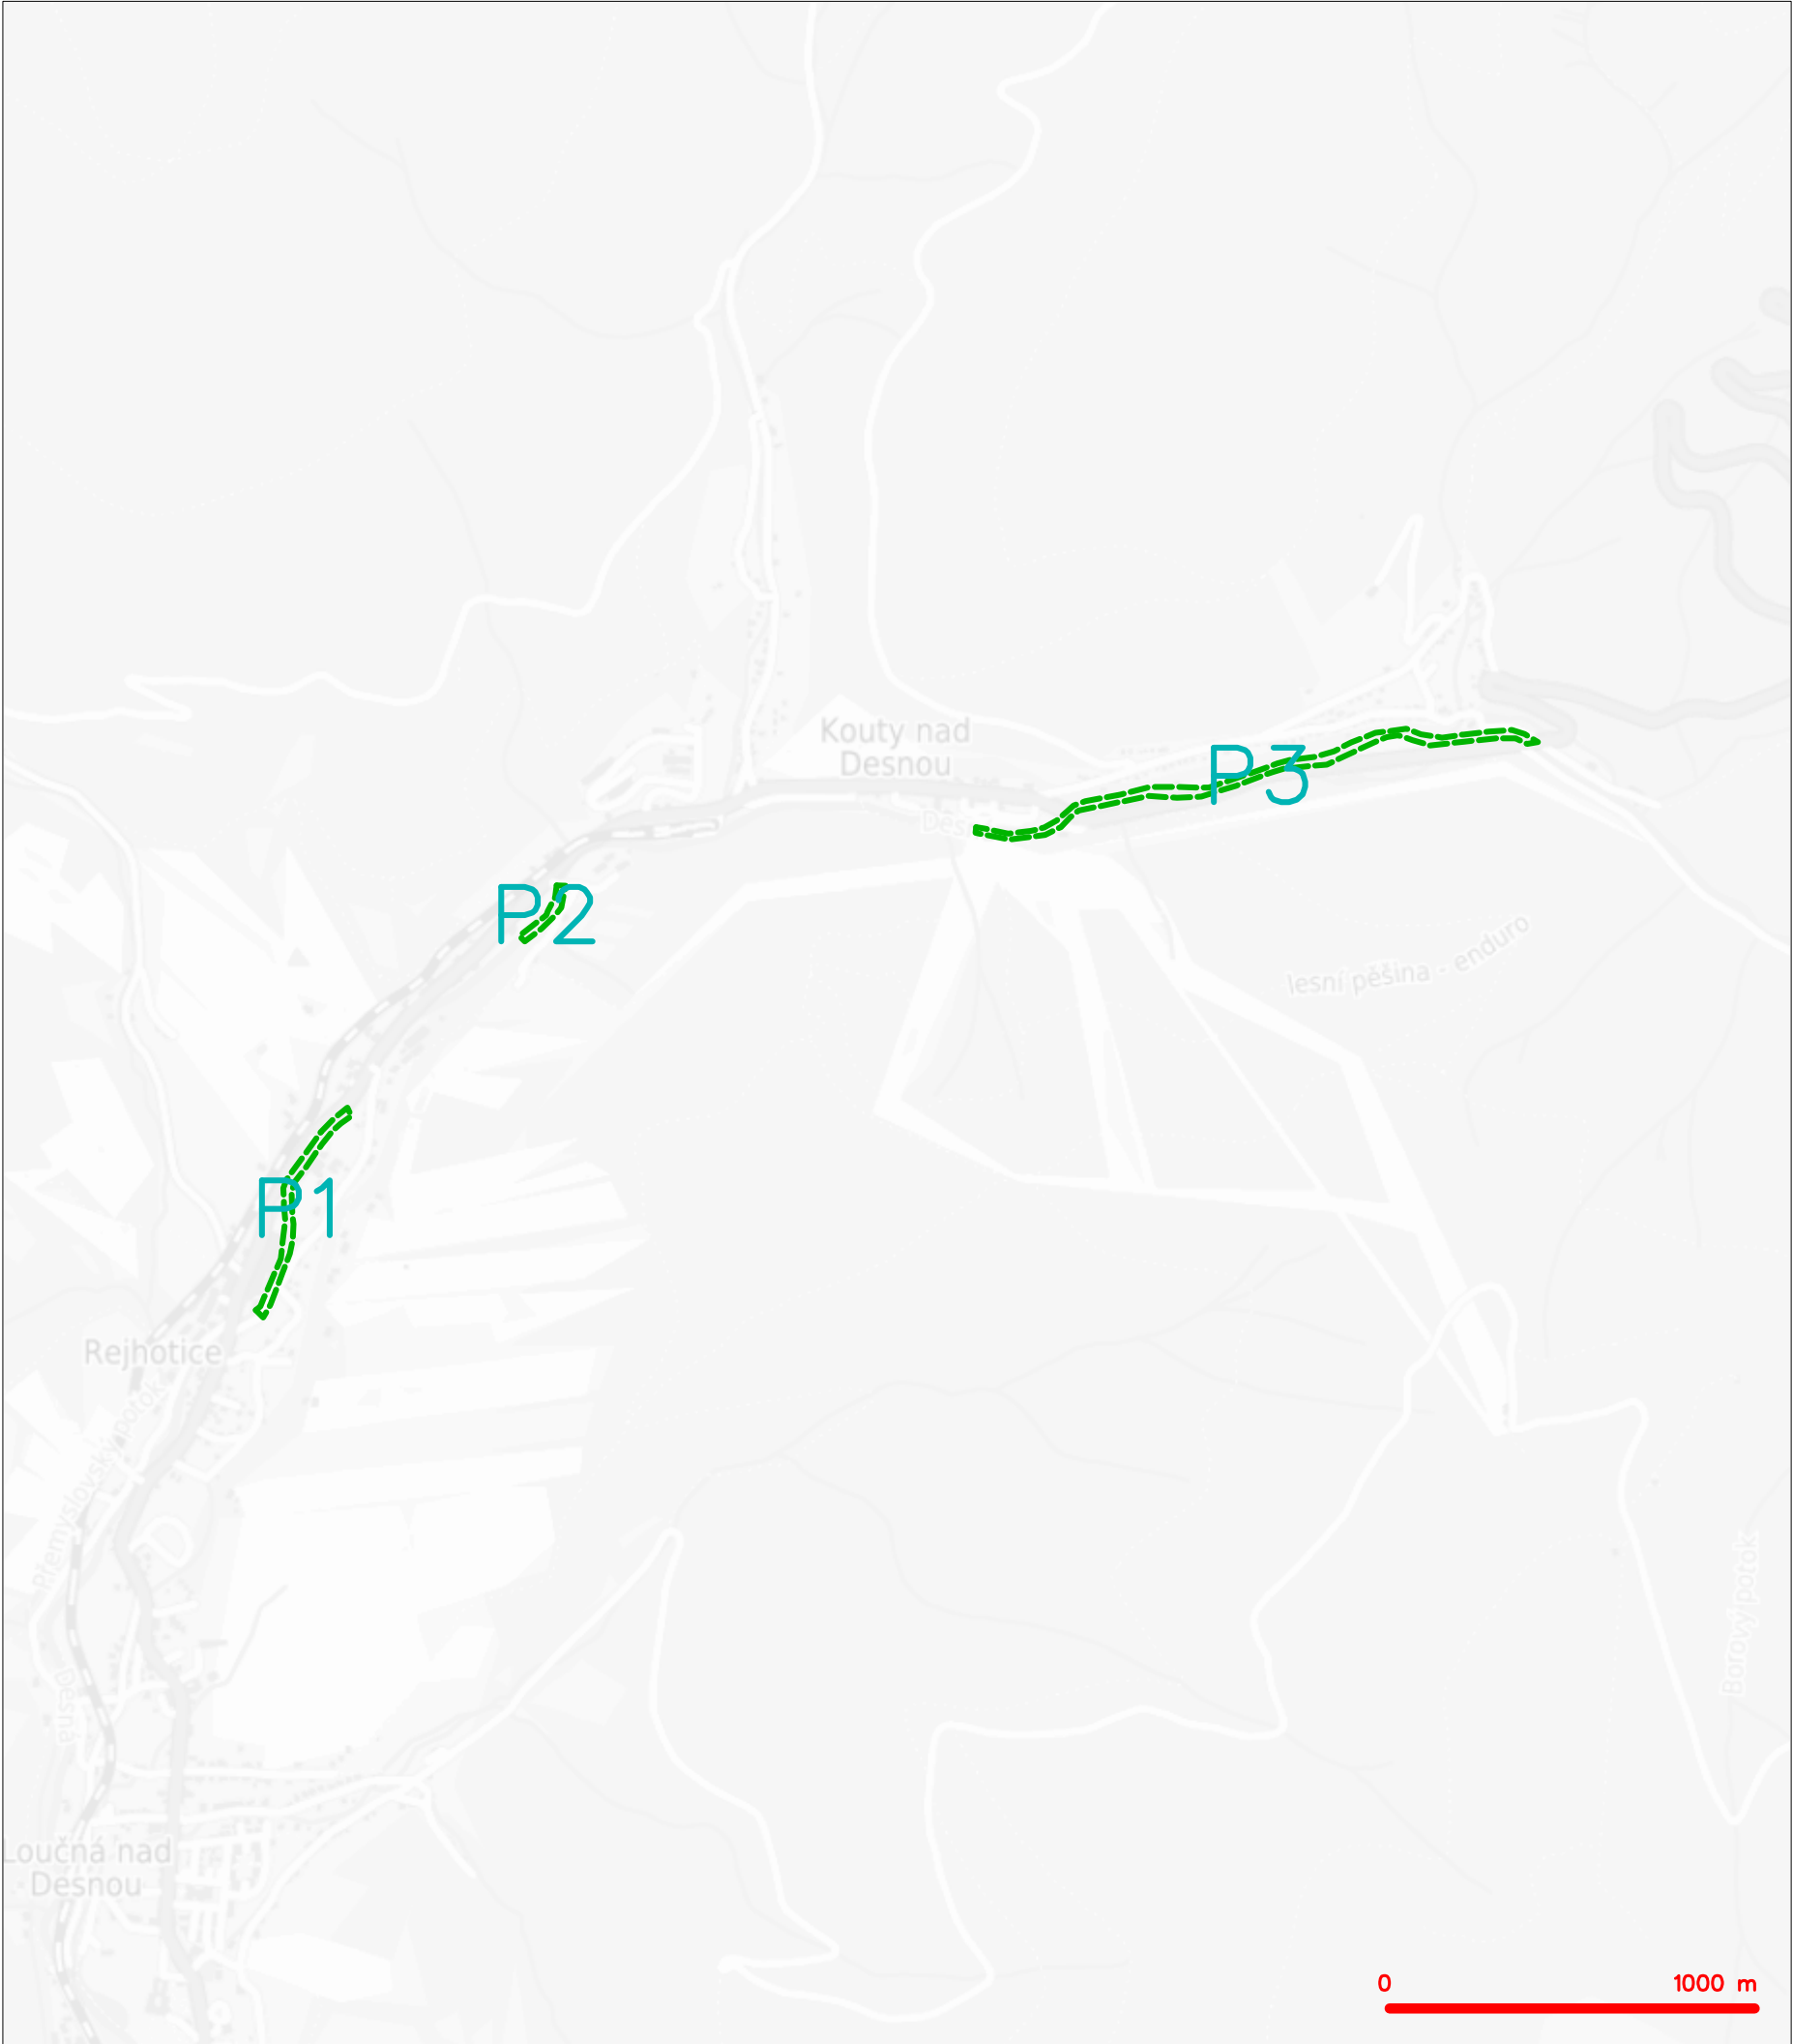 Kouty nad
Desnou
P3
Des
P2
lesní pěšina - enduro
P1
Rejhotice
Přemyslovský potok
Borový potok
Desná
Loučná nad
Desnou
0 1000 m